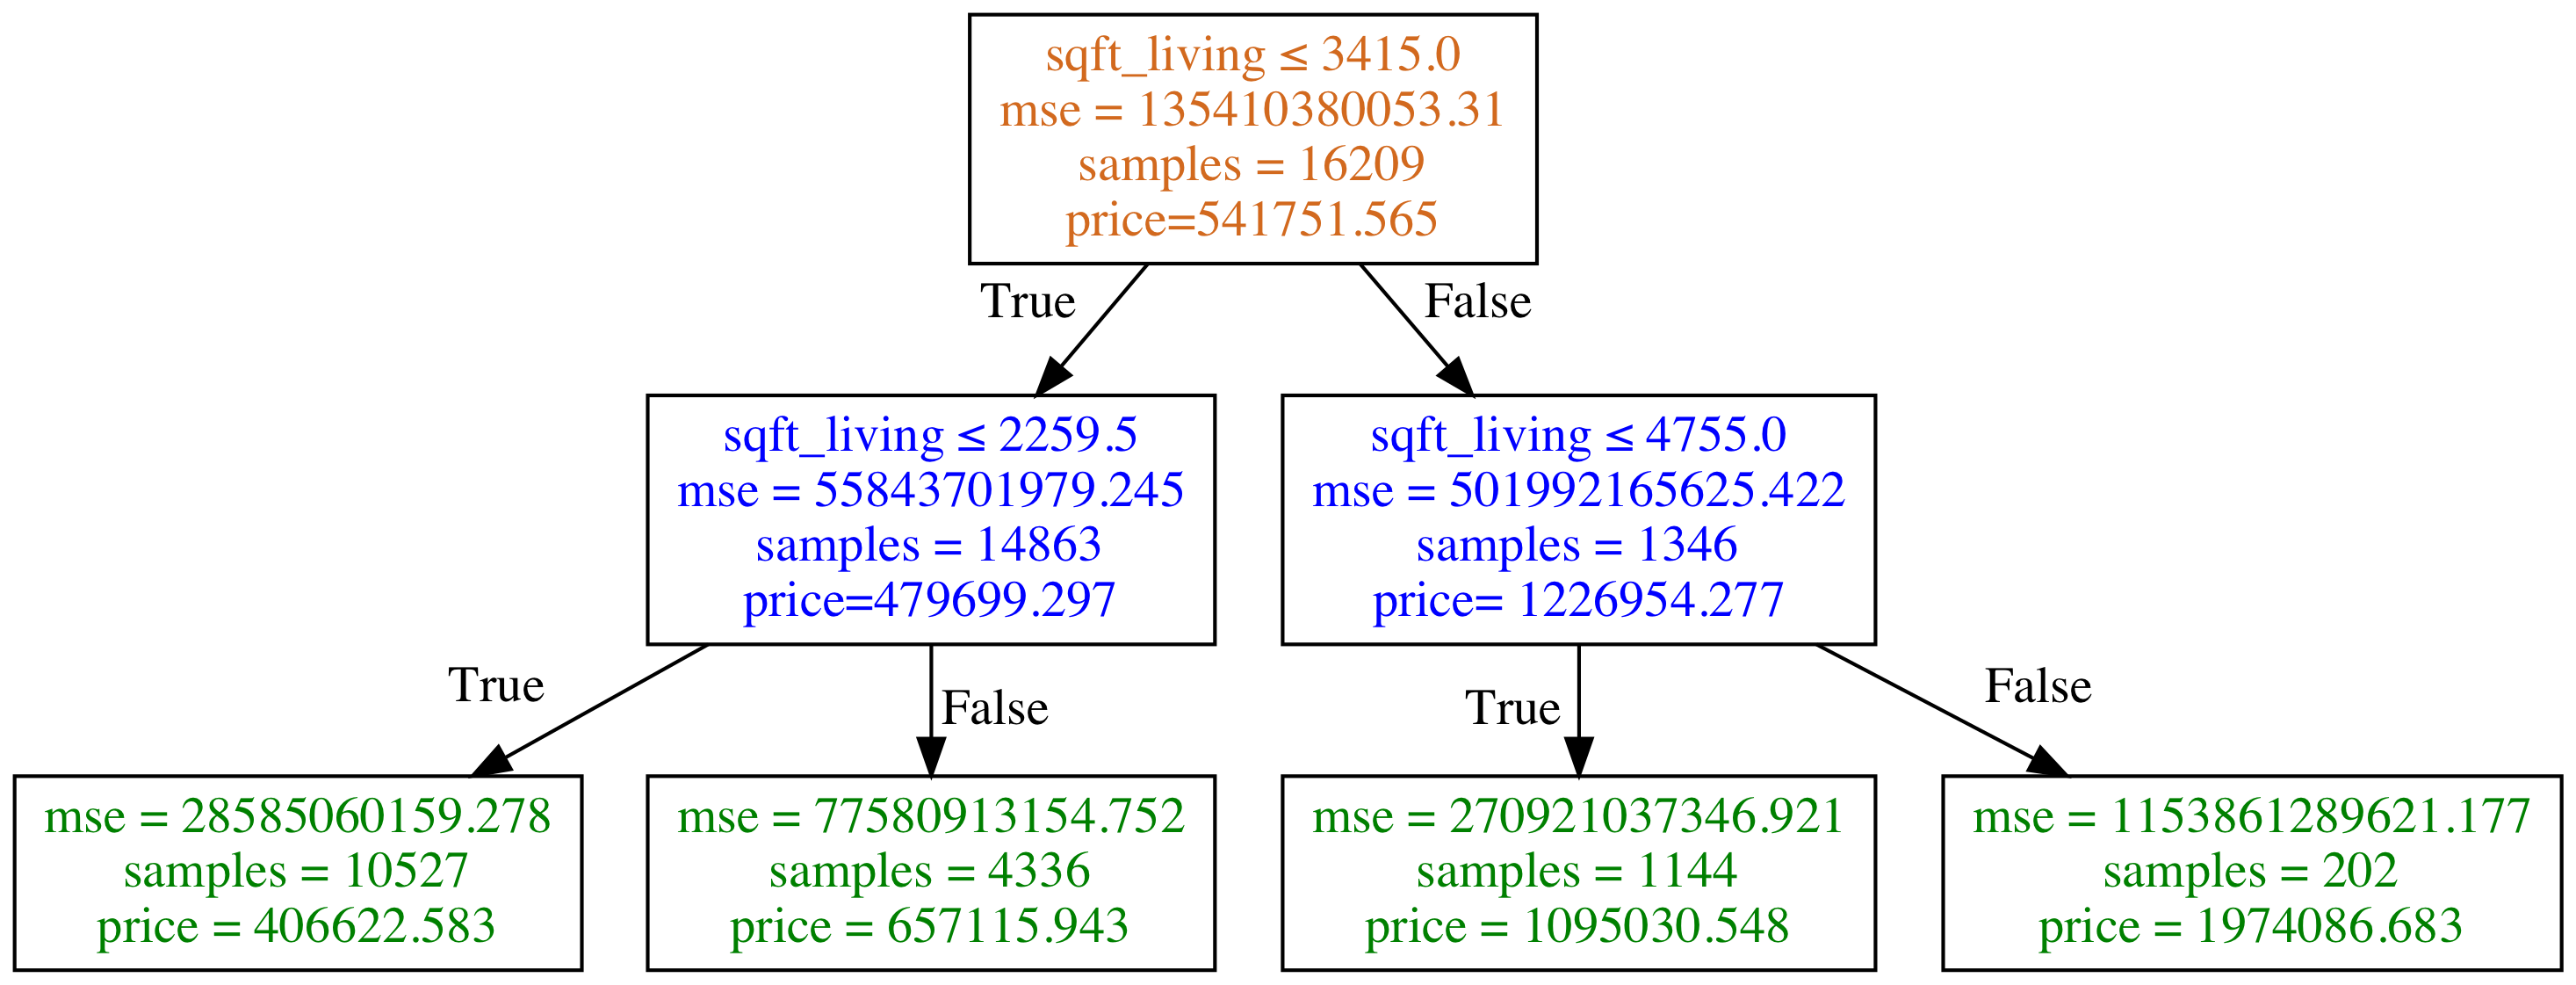 sqft_living ≤ 3415.0
mse = 135410380053.31
samples = 16209
price=541751.565
True
False
sqft_living ≤ 2259.5
mse = 55843701979.245
samples = 14863
price=479699.297
sqft_living ≤ 4755.0
mse = 501992165625.422
samples = 1346
price= 1226954.277
True
False
True
False
mse = 28585060159.278
samples = 10527
price = 406622.583
mse = 77580913154.752
samples = 4336
price = 657115.943
mse = 270921037346.921
samples = 1144
price = 1095030.548
mse = 1153861289621.177
samples = 202
price = 1974086.683